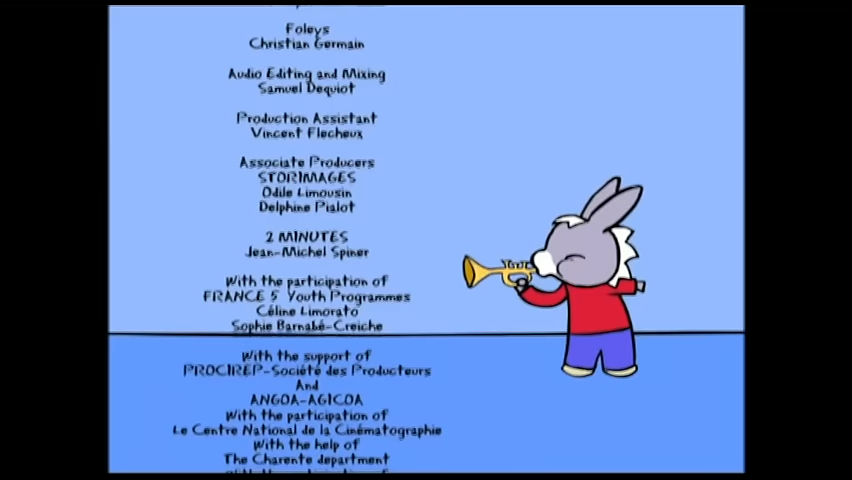 Foleys
Christian Germain
Audio Editing and Mixing
Samuel Dequiot
Production Assistant
Vincent Flecheux
Associate Producers
STORIMAGES
Odile Limousin
Delphine Pialot
2 MINUTES
Jean-Michel Spiner
With the participation of
FRANCE 5 Youth Programmes
Céline Limorato
Sophie Barnabé-Creiche
With the support of
PROCIREP-Société des Producteurs
And
ANGOA-AGICOA
With the participation of
Le Centre National de la Cinématographie
With the help of
The Charente department